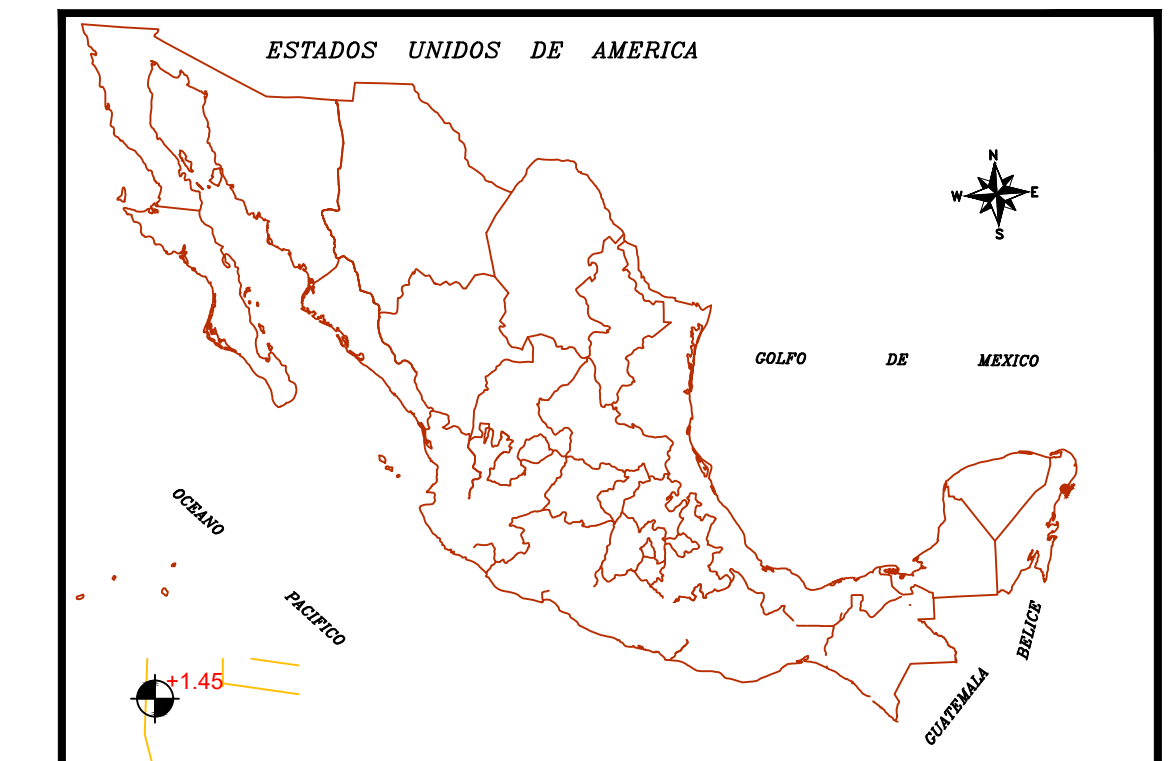 ESTADOS UNIDOS DE AMERICA
N
W E
S
GOLFO DE MEXICO
OCEANO
PACIFICO
BELICE
GUATEMALA
+1.45